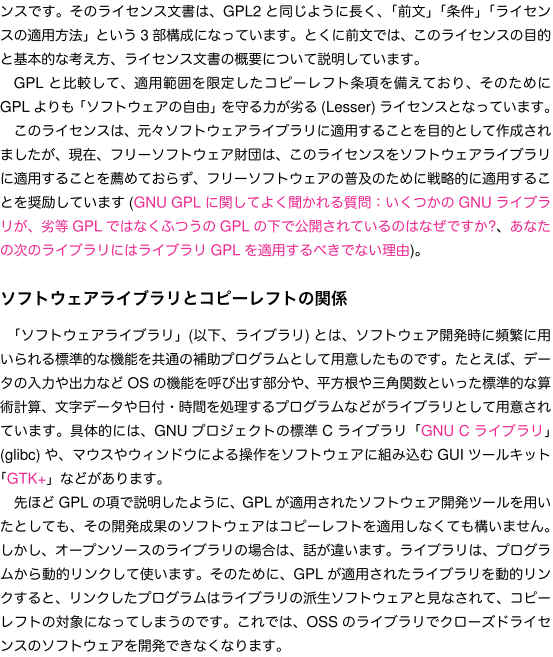 ンスです。そのライセンス文書は、GPL2 と同じように長く、「前文」「条件」「ライセン
スの適用方法」という 3 部構成になっています。とくに前文では、このライセンスの目的
と基本的な考え方、ライセンス文書の概要について説明しています。
GPL と比較して、適用範囲を限定したコピーレフト条項を備えており、そのために
GPL よりも「ソフトウェアの自由」を守る力が劣る (Lesser) ライセンスとなっています。
このライセンスは、元々ソフトウェアライブラリに適用することを目的として作成され
ましたが、現在、フリーソフトウェア財団は、このライセンスをソフトウェアライブラリ
に適用することを薦めておらず、フリーソフトウェアの普及のために戦略的に適用するこ
とを奨励しています (GNU GPL に関してよく聞かれる質問：いくつかの GNU ライブラ
リが、劣等 GPL ではなくふつうの GPL の下で公開されているのはなぜですか?、あなた
の次のライブラリにはライブラリ GPL を適用するべきでない理由)。
ソフトウェアライブラリとコピーレフトの関係
「ソフトウェアライブラリ」(以下、ライブラリ) とは、ソフトウェア開発時に頻繁に用
いられる標準的な機能を共通の補助プログラムとして用意したものです。たとえば、デー
タの入力や出力など OS の機能を呼び出す部分や、平方根や三角関数といった標準的な算
術計算、文字データや日付・時間を処理するプログラムなどがライブラリとして用意され
ています。具体的には、GNU プロジェクトの標準 C ライブラリ「GNU C ライブラリ」
(glibc) や、マウスやウィンドウによる操作をソフトウェアに組み込む GUI ツールキット
「GTK+」などがあります。
先ほど GPL の項で説明したように、GPL が適用されたソフトウェア開発ツールを用い
たとしても、その開発成果のソフトウェアはコピーレフトを適用しなくても構いません。
しかし、オープンソースのライブラリの場合は、話が違います。ライブラリは、プログラ
ムから動的リンクして使います。そのために、GPL が適用されたライブラリを動的リン
クすると、リンクしたプログラムはライブラリの派生ソフトウェアと見なされて、コピー
レフトの対象になってしまうのです。これでは、OSS のライブラリでクローズドライセ
ンスのソフトウェアを開発できなくなります。